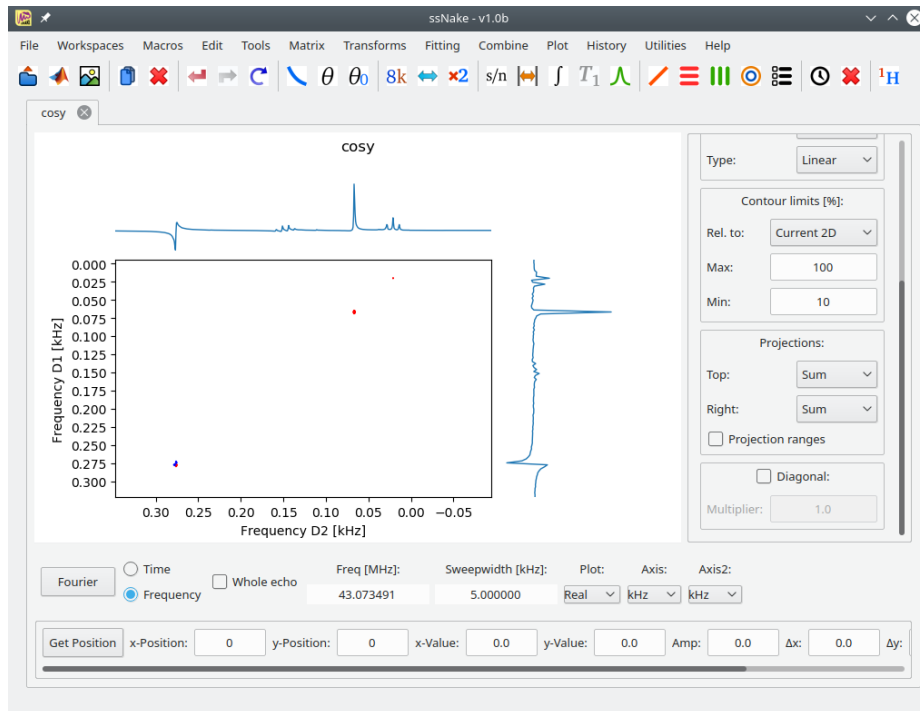 ssNake - v1.0b
File Workspaces Macros Edit Tools Matrix Transforms Fitting Combine Plot History Utilities Help
θ θ0 8k ×2 s/n ∫ T1 1H
cosy
cosy
Type: Linear
Contour limits [%]:
Rel. to: Current 2D
Max: 100
Min: 10
Projections:
Top: Sum
Right: Sum
Projection ranges
Diagonal:
Multiplier: 1.0
0.000
0.025
0.050
0.075
0.100
0.125
0.150
0.175
0.200
0.225
0.250
0.275
0.300
Frequency D1 [kHz]
0.30 0.25 0.20 0.15 0.10 0.05 0.00 −0.05
Frequency D2 [kHz]
Fourier
Time
Frequency
Whole echo
Freq [MHz]: Sweepwidth [kHz]: Plot: Axis: Axis2:
43.073491 5.000000 Real kHz kHz
Get Position x-Position: 0 y-Position: 0 x-Value: 0.0 y-Value: 0.0 Amp: 0.0 Δx: 0.0 Δy: